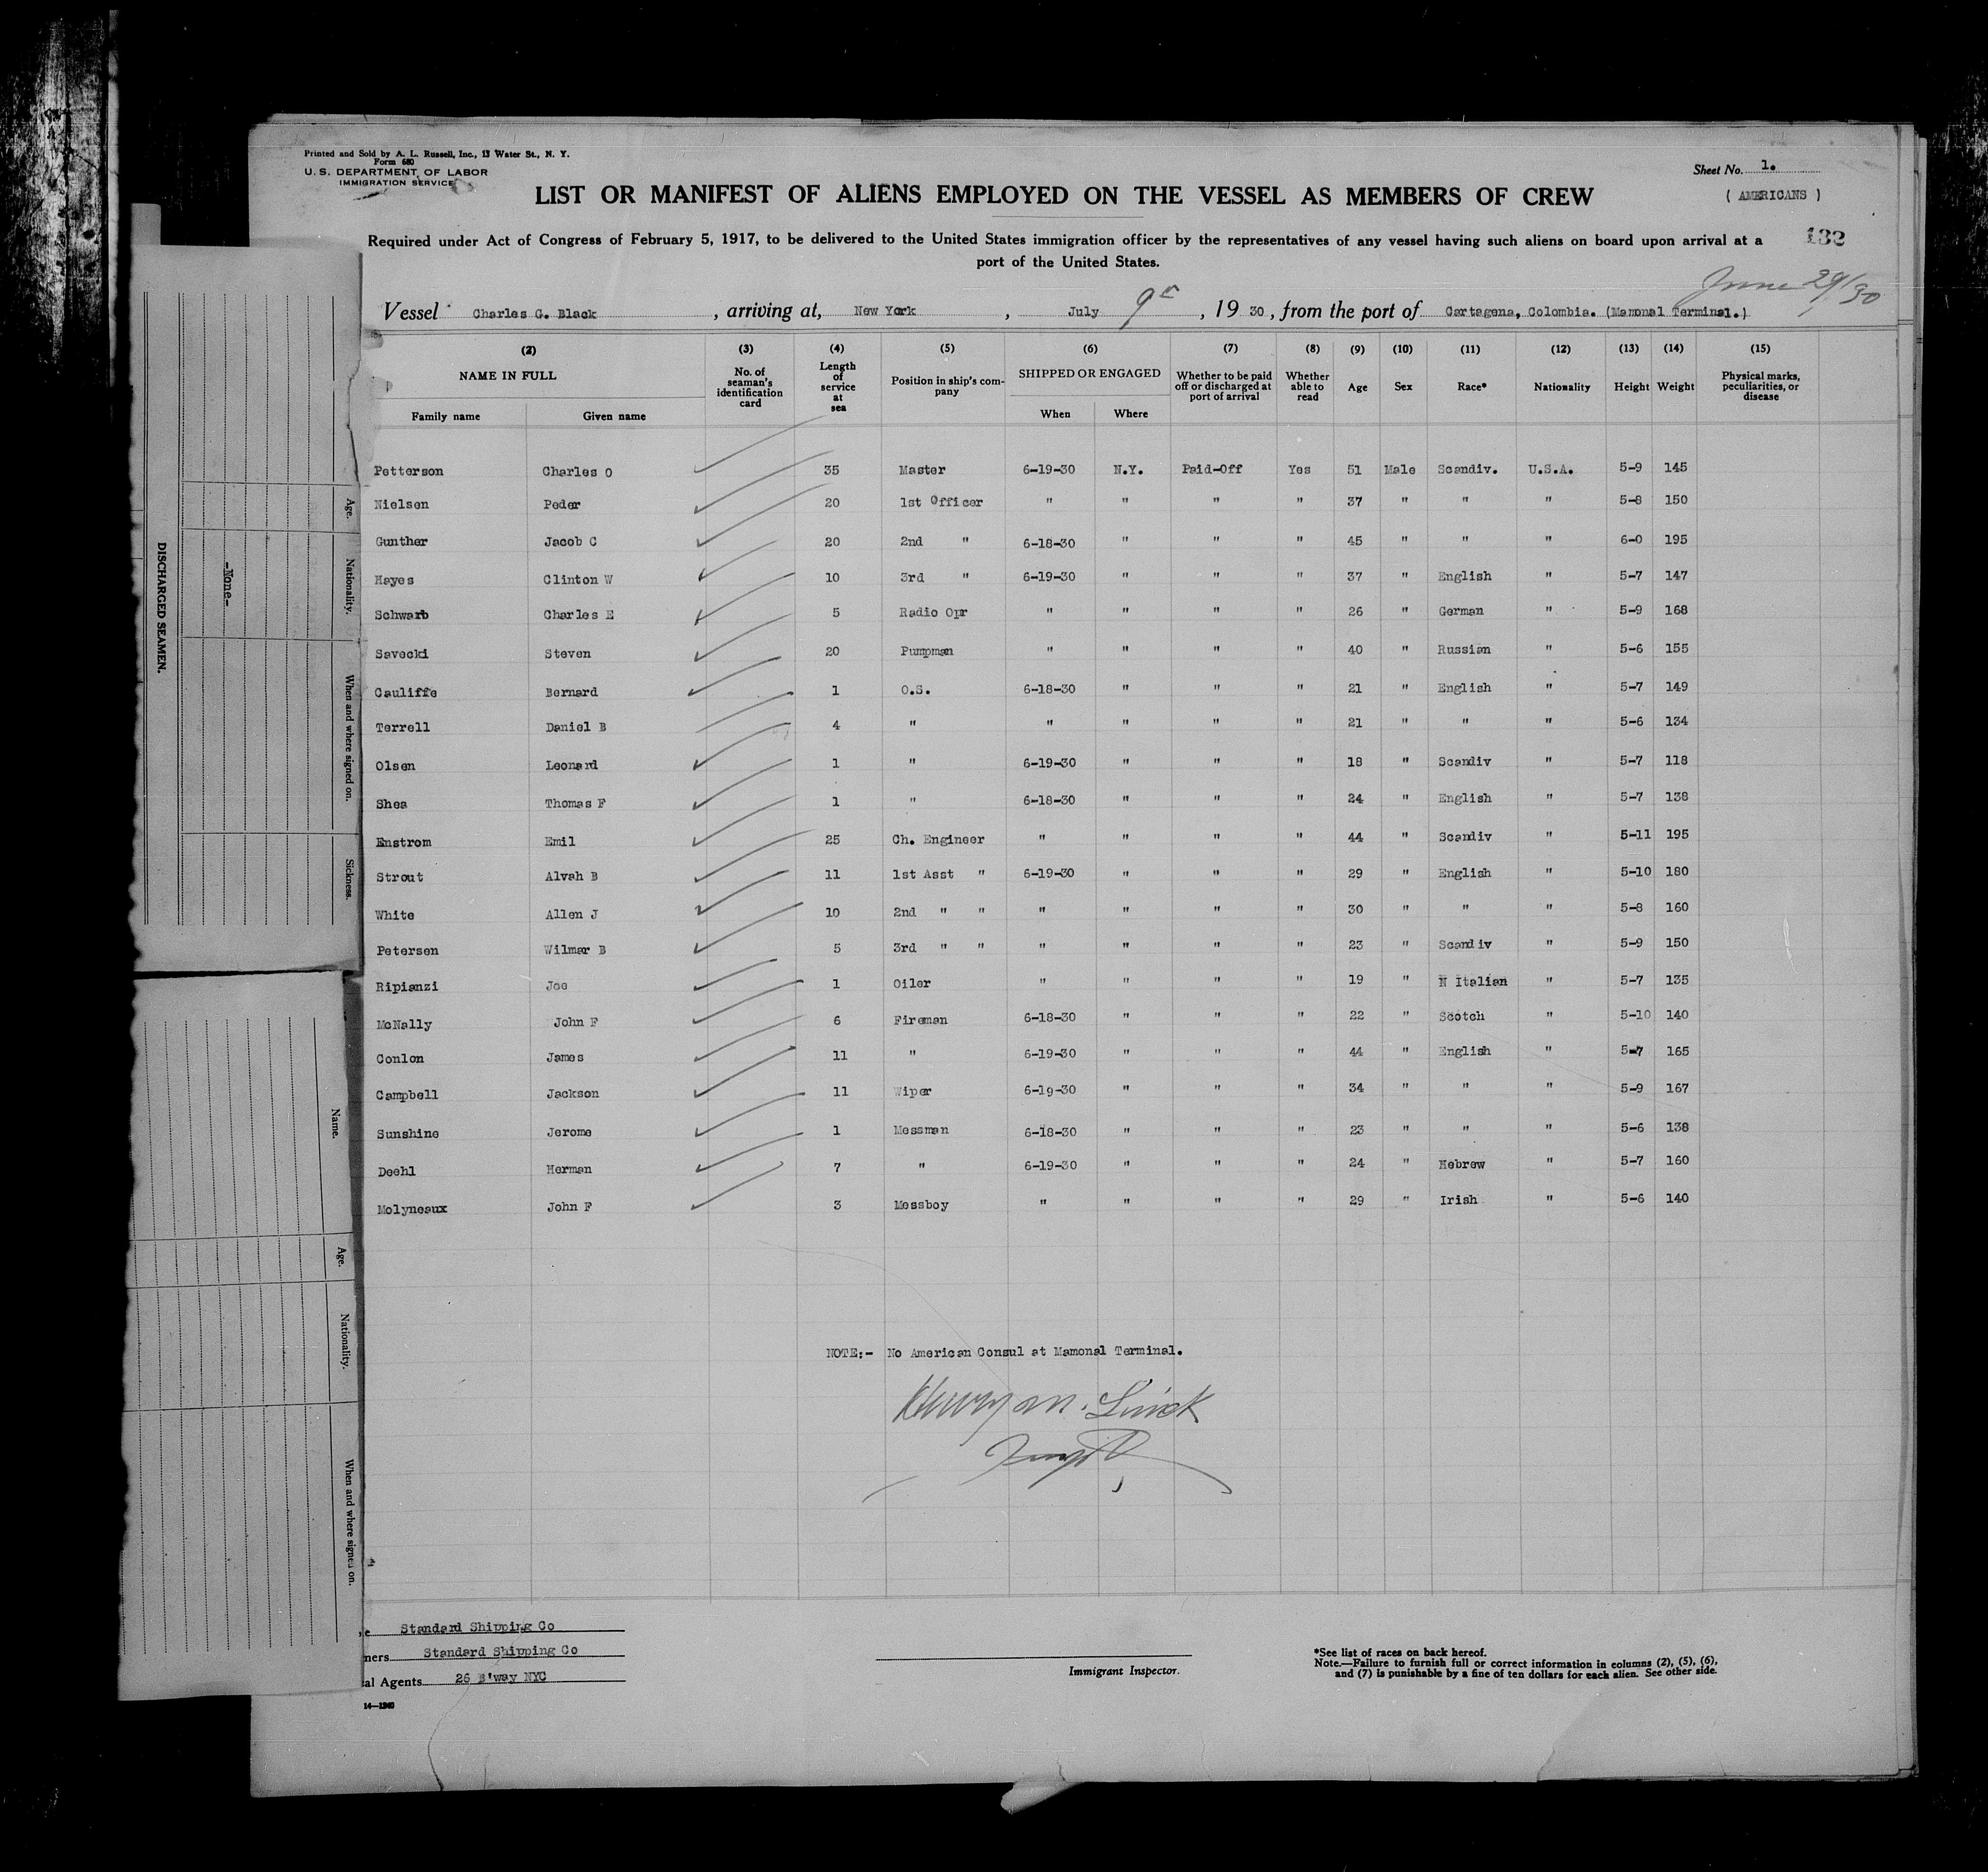 Printed and Sold by A. L. Russell, Inc., 13 Water St., N. Y.
Form 680
U. S. DEPARTMENT OF LABOR
IMMIGRATION SERVICE
Sheet No. 1.
( AMERICANS )
LIST OR MANIFEST OF ALIENS EMPLOYED ON THE VESSEL AS MEMBERS OF CREW
132
Required under Act of Congress of February 5, 1917, to be delivered to the United States immigration officer by the representatives of any vessel having such aliens on board upon arrival at a
port of the United States.
June 29/30
Vessel Charles G. Black , arriving at, New York , July 9th , 19 30 , from the port of Cartagena, Colombia. (Mamonal Terminal.)
(2) (3) (4) (5) (6) (7) (8) (9) (10) (11) (12) (13) (14) (15)
NAME IN FULL No. of seaman's identification card Length of service at sea Position in ship's company SHIPPED OR ENGAGED Whether to be paid off or discharged at port of arrival Whether able to read Age Sex Race* Nationality Height Weight Physical marks, peculiarities, or disease
Family name Given name When Where
Petterson Charles O 35 Master 6-19-30 N.Y. Paid-Off Yes 51 Male Scandiv. U.S.A. 5-9 145
Nielsen Peder 20 1st Officer " " " " 37 " " " 5-8 150
Gunther Jacob C 20 2nd " 6-18-30 " " " 45 " " " 6-0 195
Hayes Clinton W 10 3rd " 6-19-30 " " " 37 " English " 5-7 147
Schwarb Charles E 5 Radio Opr " " " " 26 " German " 5-9 168
Savecki Steven 20 Pumpman " " " " 40 " Russian " 5-6 155
Cauliffe Bernard 1 O.S. 6-18-30 " " " 21 " English " 5-7 149
Terrell Daniel B 4 " " " " " 21 " " " 5-6 134
Olsen Leonard 1 " 6-19-30 " " " 18 " Scandiv " 5-7 118
Shea Thomas F 1 " 6-18-30 " " " 24 " English " 5-7 138
Enstrom Emil 25 Ch. Engineer " " " " 44 " Scandiv " 5-11 195
Strout Alvah B 11 1st Asst " 6-19-30 " " " 29 " English " 5-10 180
White Allen J 10 2nd " " " " " " 30 " " " 5-8 160
Petersen Wilmar B 5 3rd " " " " " " 23 " Scandiv " 5-9 150
Ripianzi Joe 1 Oiler " " " " 19 " N Italian " 5-7 135
McNally John F 6 Fireman 6-18-30 " " " 22 " Scotch " 5-10 140
Conlon James 11 " 6-19-30 " " " 44 " English " 5-7 165
Campbell Jackson 11 Wiper 6-19-30 " " " 34 " " " 5-9 167
Sunshine Jerome 1 Messman 6-18-30 " " " 23 " " " 5-6 138
Deehl Herman 7 " 6-19-30 " " " 24 " Hebrew " 5-7 160
Molyneaux John F 3 Messboy " " " " 29 " Irish " 5-6 140
NOTE:- No American Consul at Mamonal Terminal.
Standard Shipping Co
ners Standard Shipping Co
al Agents 26 B'way NYC
14—1240
Immigrant Inspector.
*See list of races on back hereof.
Note.—Failure to furnish full or correct information in columns (2), (5), (6),
and (7) is punishable by a fine of ten dollars for each alien. See other side.
DISCHARGED SEAMEN.
-None-
Age.
Nationality.
When and where signed on.
Sickness.
Name.
Age.
Nationality.
When and where signed on.